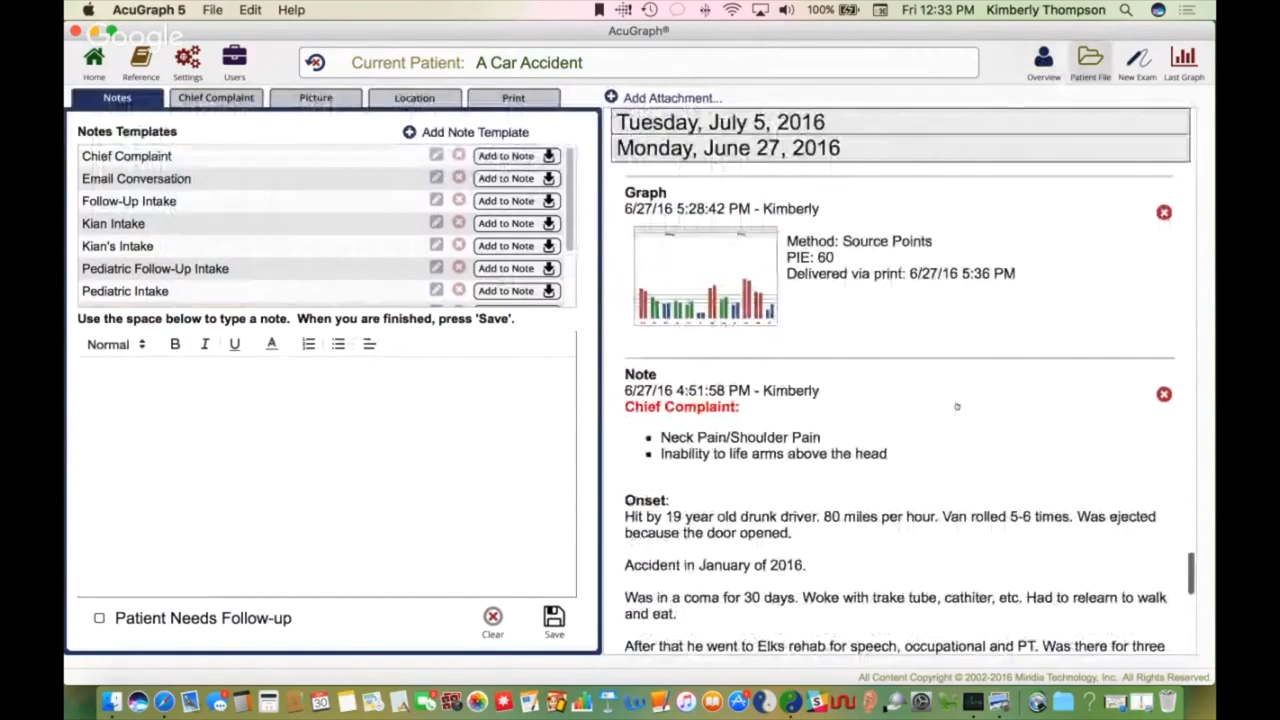 AcuGraph 5 File Edit Help
100% Fri 12:33 PM Kimberly Thompson
AcuGraph®
Google
Home Reference Settings Users
Current Patient: A Car Accident
Overview Patient File New Exam Last Graph
Notes Chief Complaint Picture Location Print
Notes Templates
Add Note Template
Chief Complaint Add to Note
Email Conversation Add to Note
Follow-Up Intake Add to Note
Kian Intake Add to Note
Kian's Intake Add to Note
Pediatric Follow-Up Intake Add to Note
Pediatric Intake Add to Note
Use the space below to type a note. When you are finished, press 'Save'.
Normal B I U A
Patient Needs Follow-up
Clear Save
Add Attachment...
Tuesday, July 5, 2016
Monday, June 27, 2016
Graph
6/27/16 5:28:42 PM - Kimberly
Method: Source Points
PIE: 60
Delivered via print: 6/27/16 5:36 PM
Note
6/27/16 4:51:58 PM - Kimberly
Chief Complaint:
Neck Pain/Shoulder Pain
Inability to life arms above the head
Onset:
Hit by 19 year old drunk driver. 80 miles per hour. Van rolled 5-6 times. Was ejected
because the door opened.
Accident in January of 2016.
Was in a coma for 30 days. Woke with trake tube, cathiter, etc. Had to relearn to walk
and eat.
After that he went to Elks rehab for speech, occupational and PT. Was there for three
All Content Copyright © 2002-2016 Miridia Technology, Inc. All Rights Reserved.
30